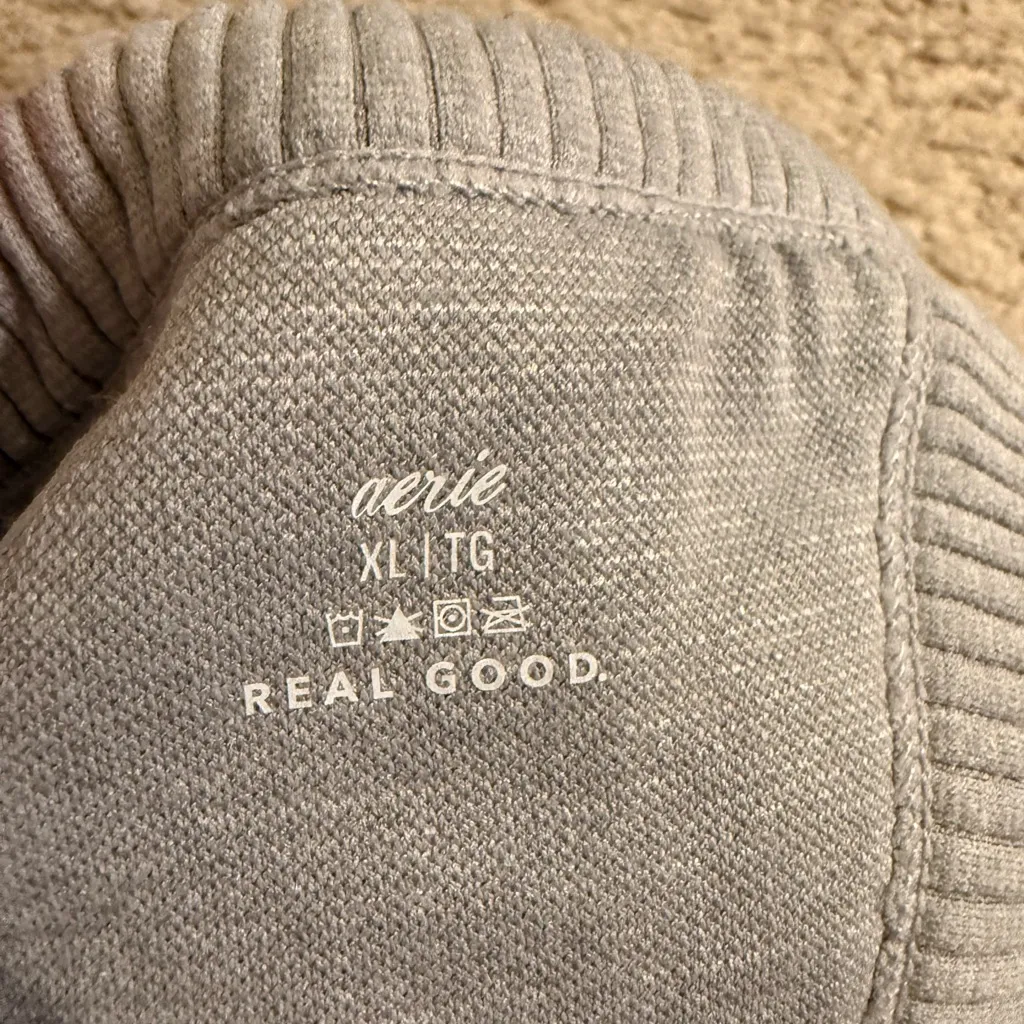 aerie
XL | TG
REAL GOOD.